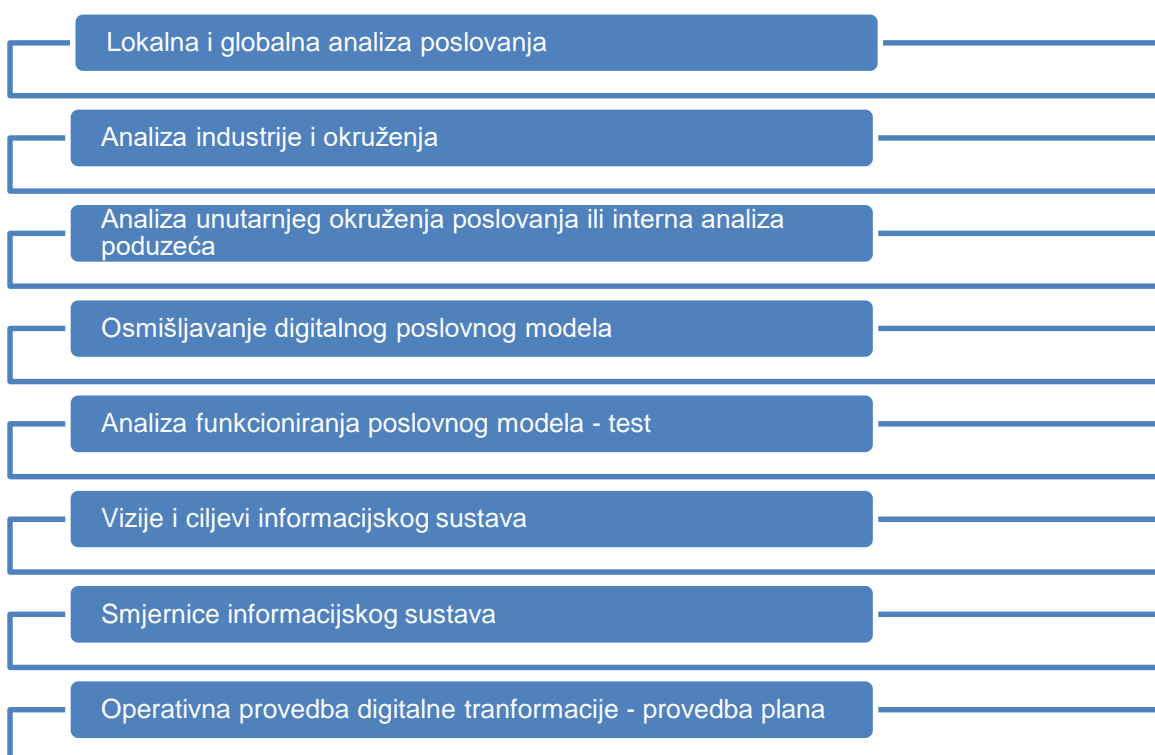 Lokalna i globalna analiza poslovanja
Analiza industrije i okruženja
Analiza unutarnjeg okruženja poslovanja ili interna analiza
poduzeća
Osmišljavanje digitalnog poslovnog modela
Analiza funkcioniranja poslovnog modela - test
Vizije i ciljevi informacijskog sustava
Smjernice informacijskog sustava
Operativna provedba digitalne tranformacije - provedba plana